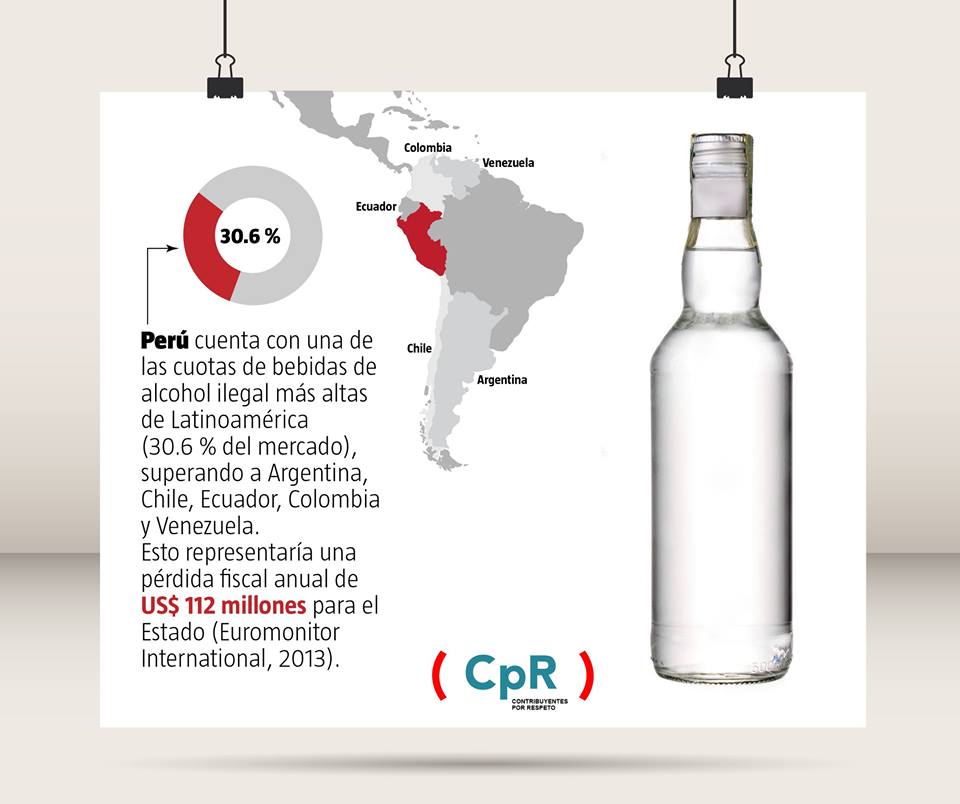 Colombia
Venezuela
Ecuador
30.6 %
Chile
Argentina
Perú cuenta con una de
las cuotas de bebidas de
alcohol ilegal más altas
de Latinoamérica
(30.6 % del mercado),
superando a Argentina,
Chile, Ecuador, Colombia
y Venezuela.
Esto representaría una
pérdida fiscal anual de
US$ 112 millones para el
Estado (Euromonitor
International, 2013).
( CpR )
CONTRIBUYENTES
POR RESPETO